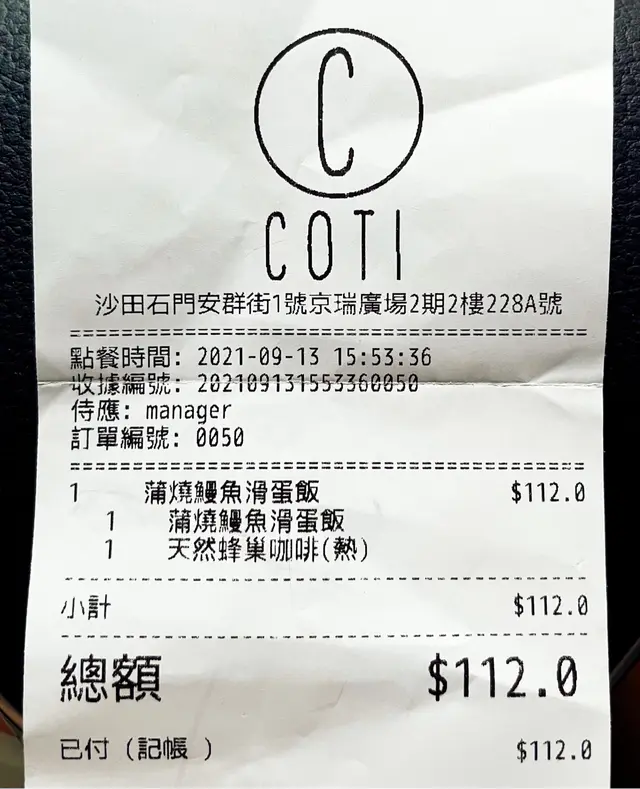 C
COTI
沙田石門安群街1號京瑞廣場2期2樓228A號
================================================
點餐時間: 2021-09-13 15:53:36
收據編號: 202109131553360050
侍應: manager
訂單編號: 0050
================================================
1 蒲燒鰻魚滑蛋飯 $112.0
1 蒲燒鰻魚滑蛋飯
1 天然蜂巢咖啡(熱)
------------------------------------------------
小計 $112.0
------------------------------------------------
總額 $112.0
已付 (記帳 ) $112.0